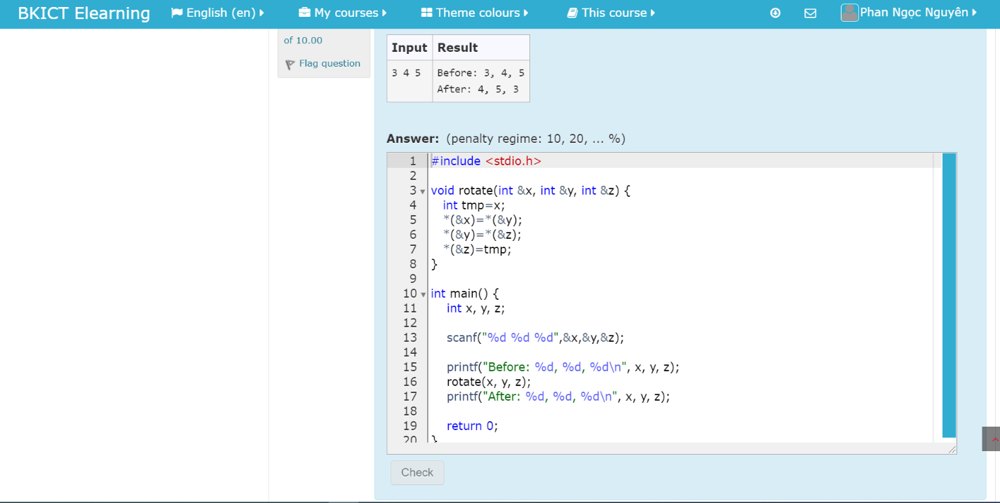 BKICT Elearning English (en) My courses Theme colours This course Phan Ngọc Nguyên
of 10.00
Flag question
Input Result
3 4 5 Before: 3, 4, 5
After: 4, 5, 3
Answer: (penalty regime: 10, 20, ... %)
1 #include <stdio.h>
2
3 void rotate(int &x, int &y, int &z) {
4 int tmp=x;
5 *(&x)=*(&y);
6 *(&y)=*(&z);
7 *(&z)=tmp;
8 }
9
10 int main() {
11 int x, y, z;
12
13 scanf("%d %d %d",&x,&y,&z);
14
15 printf("Before: %d, %d, %d\n", x, y, z);
16 rotate(x, y, z);
17 printf("After: %d, %d, %d\n", x, y, z);
18
19 return 0;
20 }
Check